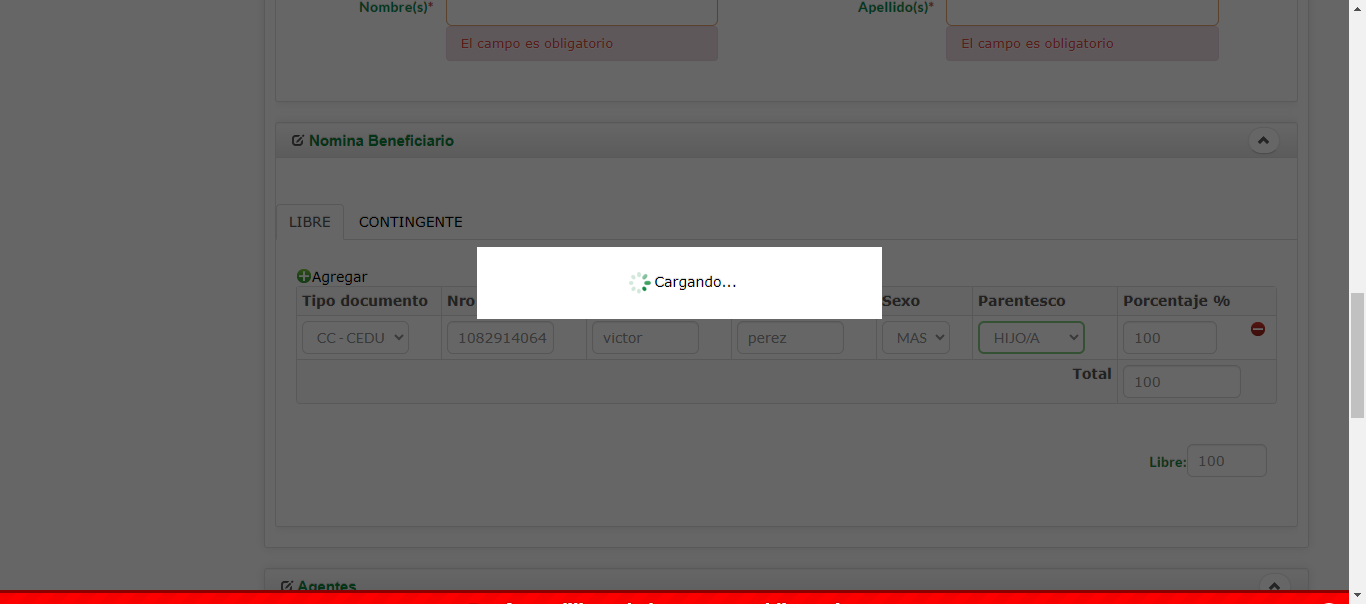 Nombre(s)* Apellido(s)*
El campo es obligatorio El campo es obligatorio
Nomina Beneficiario
LIBRE CONTINGENTE
Cargando...
Agregar
Tipo documento Nro Sexo Parentesco Porcentaje %
CC - CEDU 1082914064 victor perez MAS HIJO/A 100
Total 100
Libre: 100
Agentes